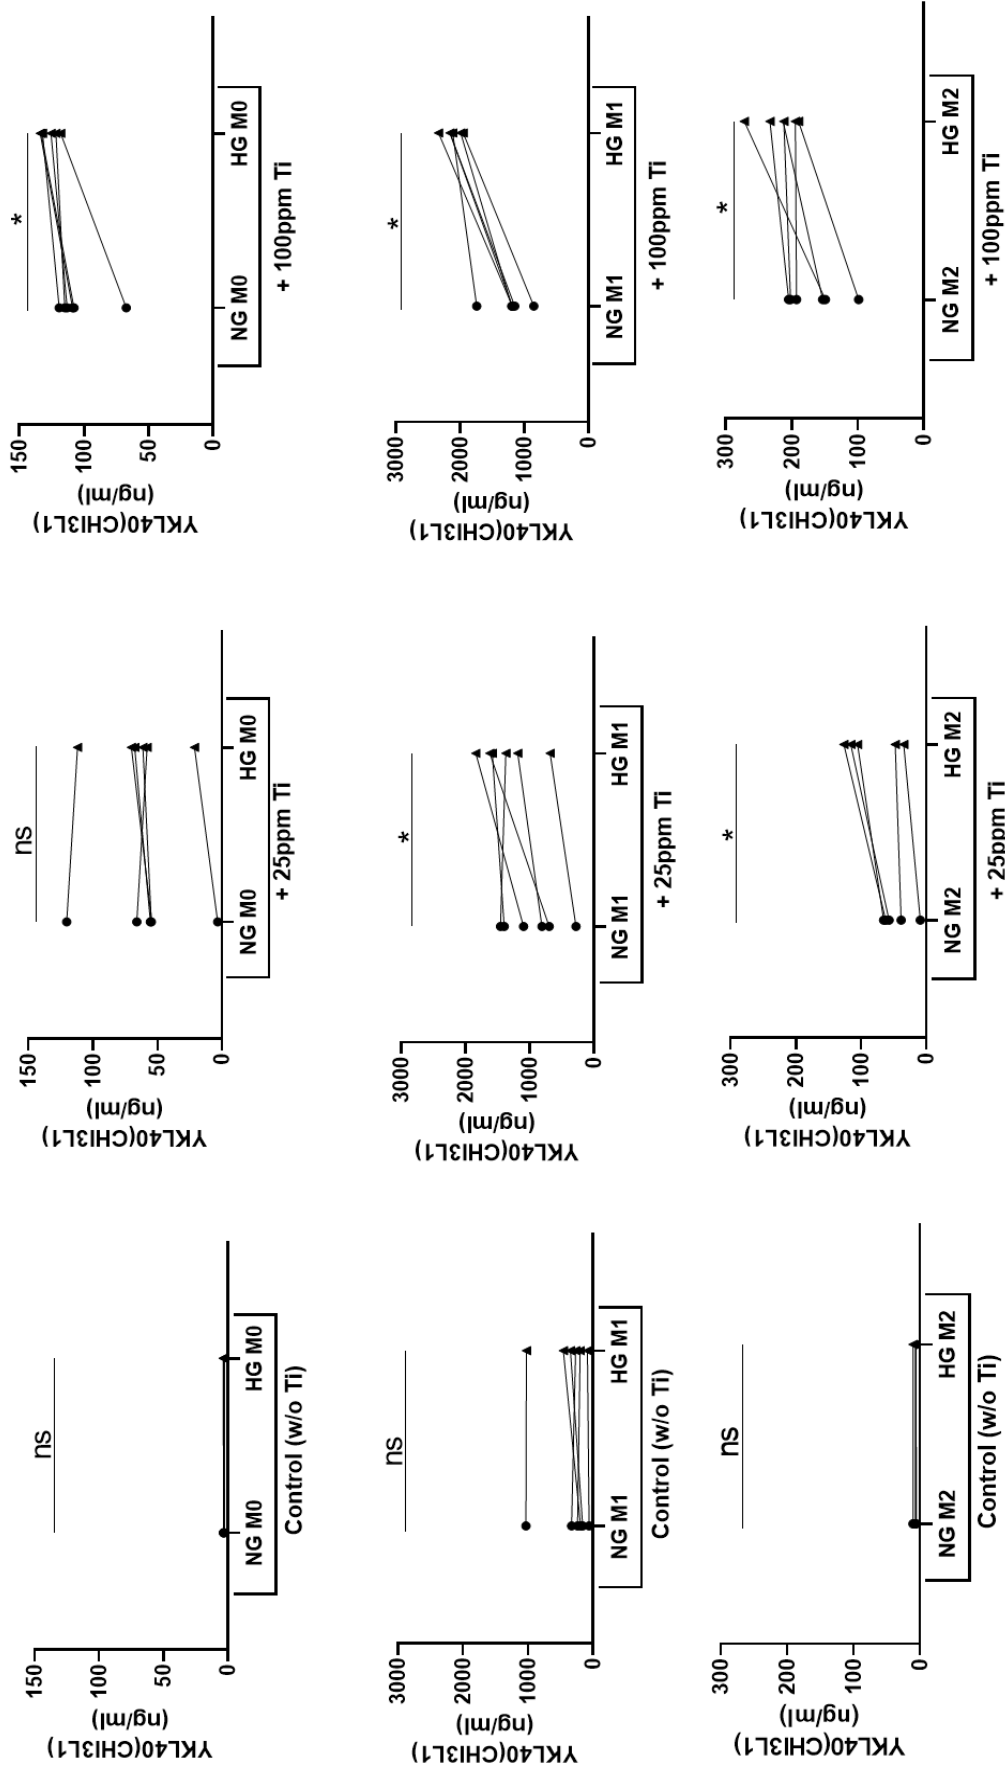 YKL40(CHI3L1)
(ng/ml)
150
100
50
0
ns
NG M0 HG M0
Control (w/o Ti)
YKL40(CHI3L1)
(ng/ml)
150
100
50
0
ns
NG M0 HG M0
+ 25ppm Ti
YKL40(CHI3L1)
(ng/ml)
150
100
50
0
*
NG M0 HG M0
+ 100ppm Ti
YKL40(CHI3L1)
(ng/ml)
3000
2000
1000
0
ns
NG M1 HG M1
Control (w/o Ti)
YKL40(CHI3L1)
(ng/ml)
3000
2000
1000
0
*
NG M1 HG M1
+ 25ppm Ti
YKL40(CHI3L1)
(ng/ml)
3000
2000
1000
0
*
NG M1 HG M1
+ 100ppm Ti
YKL40(CHI3L1)
(ng/ml)
300
200
100
0
ns
NG M2 HG M2
Control (w/o Ti)
YKL40(CHI3L1)
(ng/ml)
300
200
100
0
*
NG M2 HG M2
+ 25ppm Ti
YKL40(CHI3L1)
(ng/ml)
300
200
100
0
*
NG M2 HG M2
+ 100ppm Ti